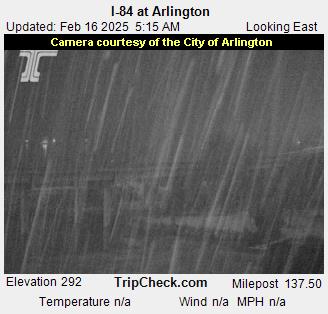 I-84 at Arlington
Updated: Feb 16 2025 5:15 AM Looking East
Camera courtesy of the City of Arlington
Elevation 292 TripCheck.com Milepost 137.50
Temperature n/a Wind n/a MPH n/a